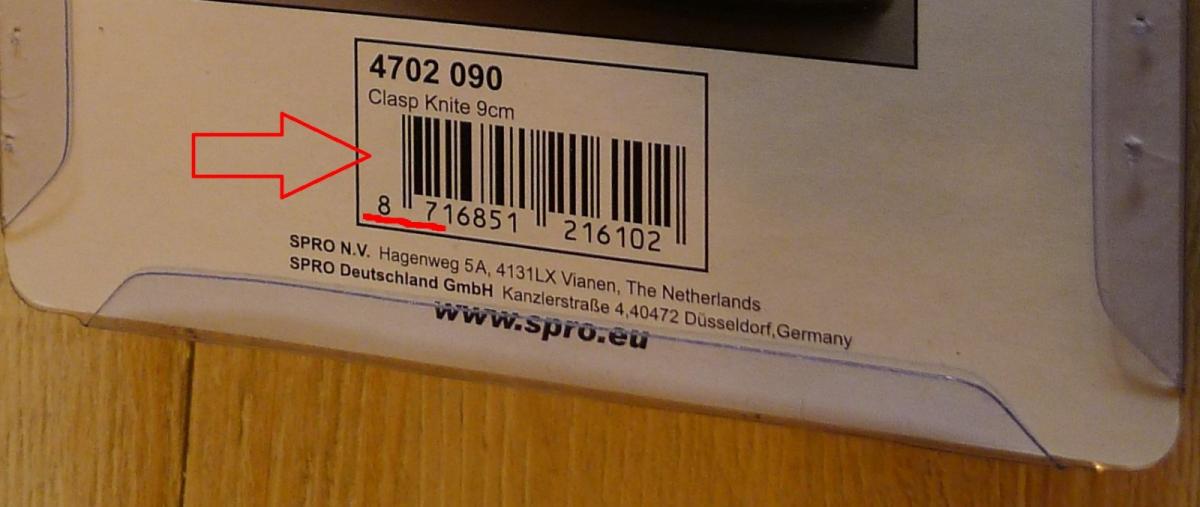 4702 090
Clasp Knite 9cm
8 716851 216102
SPRO N.V. Hagenweg 5A, 4131LX Vianen, The Netherlands
SPRO Deutschland GmbH Kanzlerstraße 4,40472 Düsseldorf,Germany
www.spro.eu